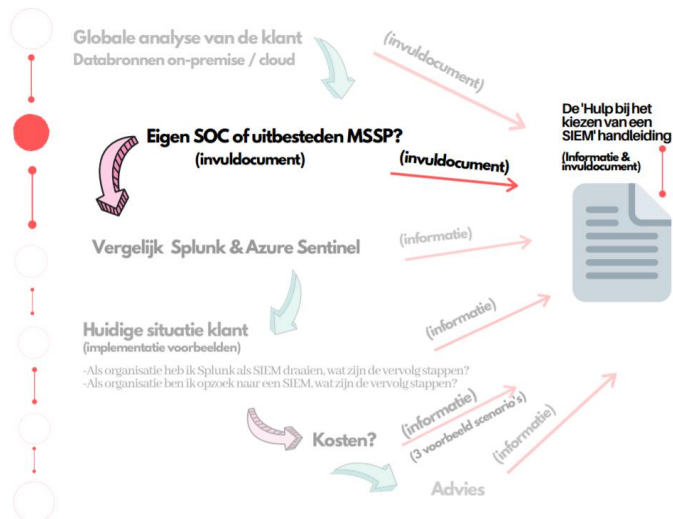 Globale analyse van de klant
Databronnen on-premise / cloud
(invuldocument)
Eigen SOC of uitbesteden MSSP?
(invuldocument)
(invuldocument)
De 'Hulp bij het
kiezen van een
SIEM' handleiding
(Informatie &
invuldocument)
Vergelijk Splunk & Azure Sentinel
(informatie)
Huidige situatie klant
(implementatie voorbeelden)
(informatie)
-Als organisatie heb ik Splunk als SIEM draaien, wat zijn de vervolg stappen?
-Als organisatie ben ik opzoek naar een SIEM, wat zijn de vervolg stappen?
Kosten?
(informatie)
(3 voorbeeld scenario's)
Advies
(informatie)